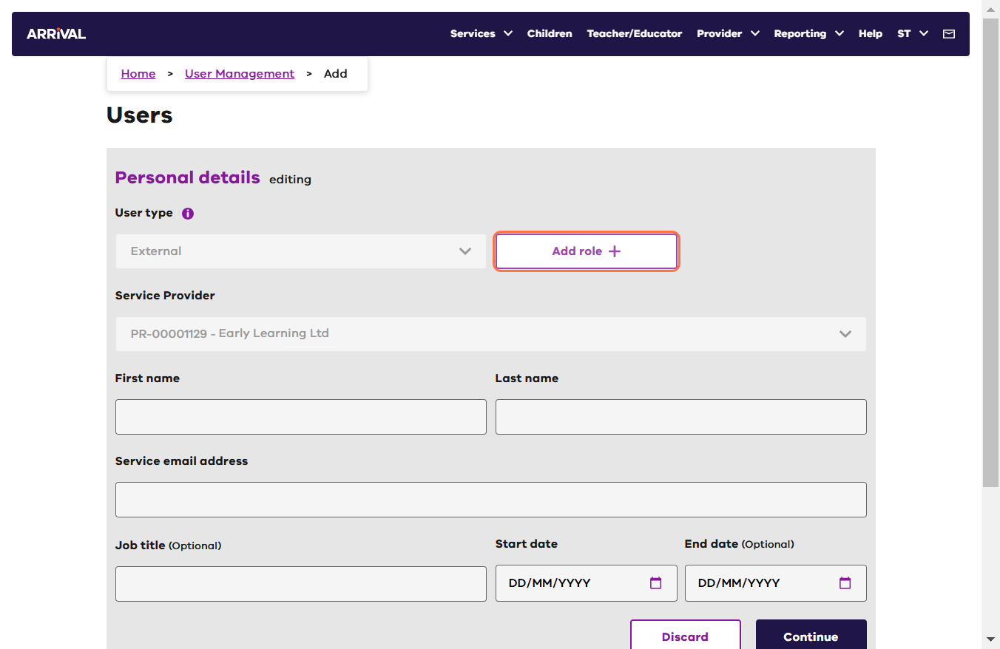 ARRiVAL Services Children Teacher/Educator Provider Reporting Help ST
Home > User Management > Add
Users
Personal details editing
User type
External Add role +
Service Provider
PR-00001129 - Early Learning Ltd
First name Last name
Service email address
Job title (Optional) Start date End date (Optional)
DD/MM/YYYY DD/MM/YYYY
Discard Continue